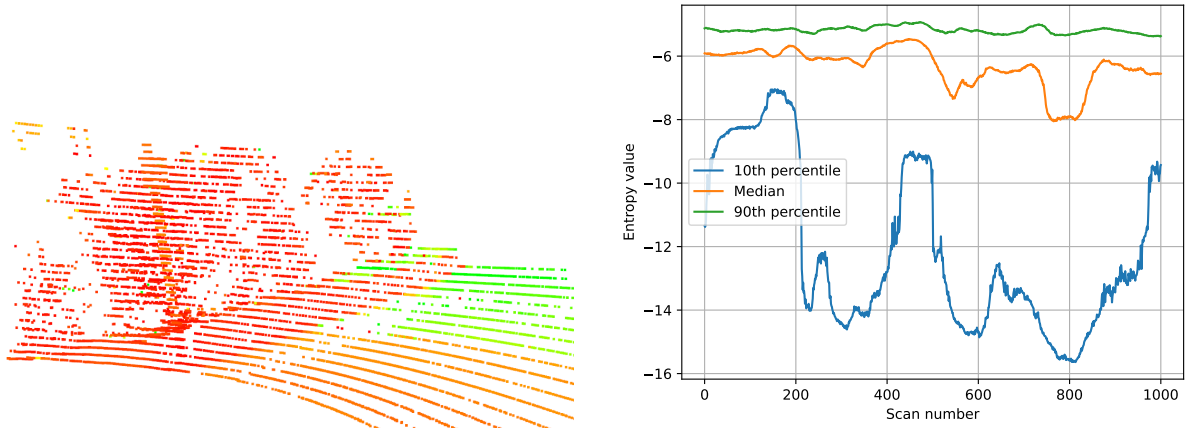 −6
−8
−10
−12
−14
−16
Entropy value
10th percentile
Median
90th percentile
0
200
400
600
800
1000
Scan number